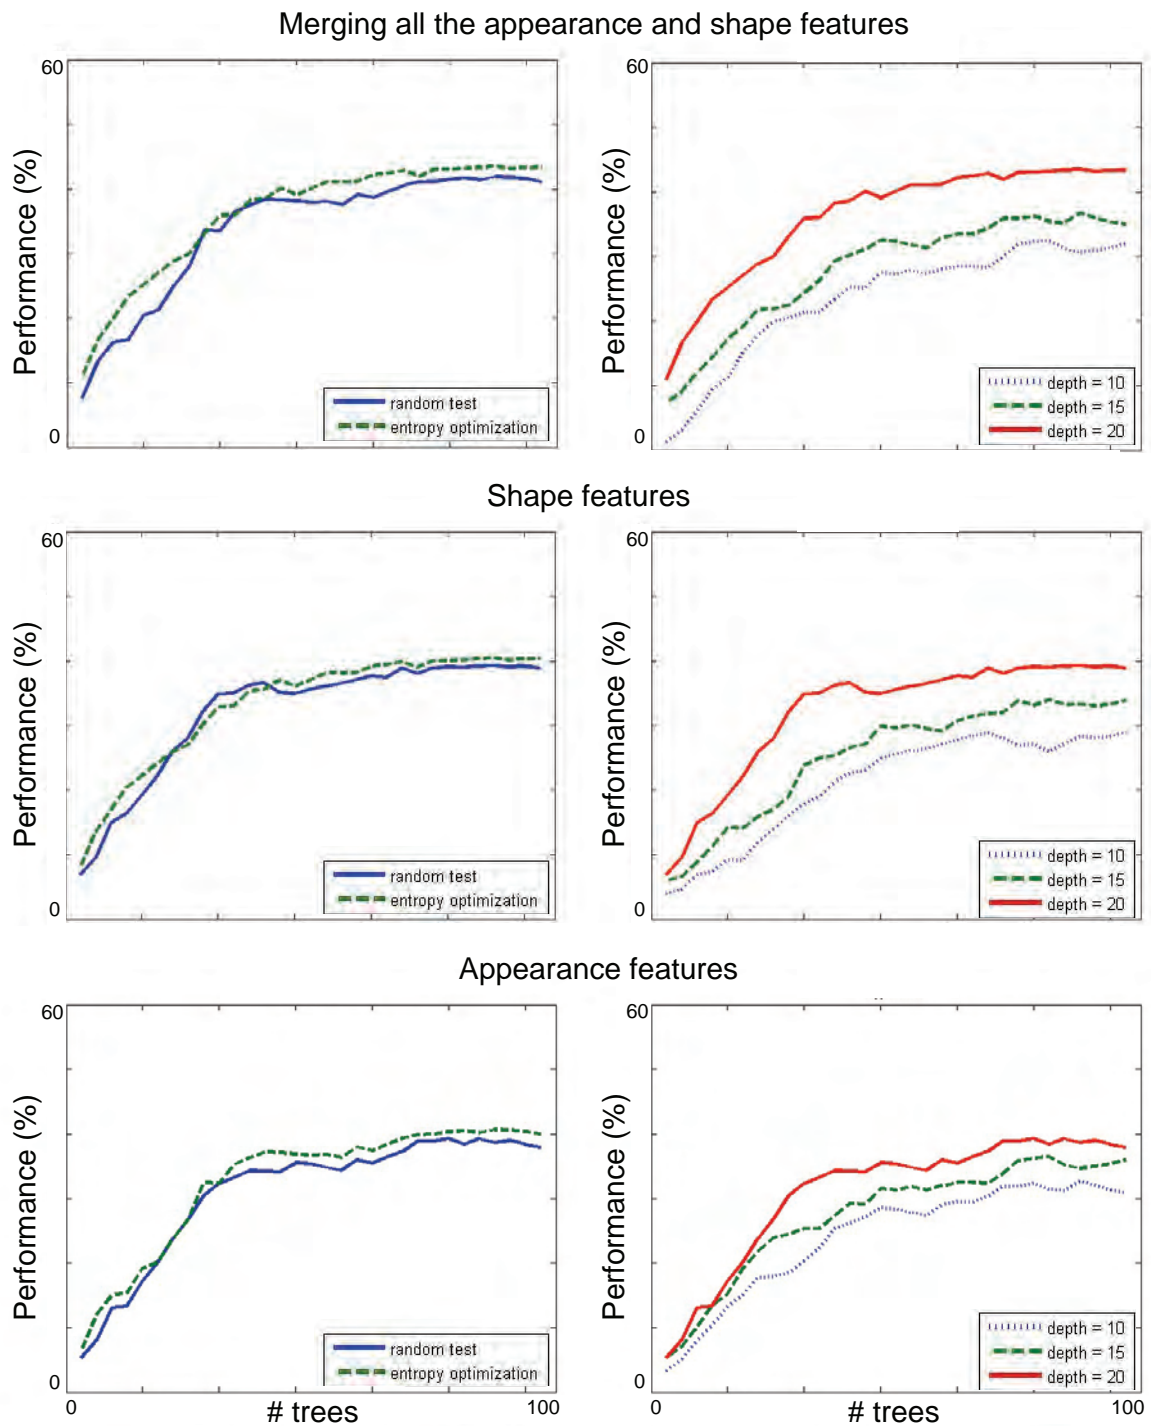 Merging all the appearance and shape features
60
Performance (%)
0
random test
entropy optimization
60
Performance (%)
0
depth = 10
depth = 15
depth = 20
Shape features
60
Performance (%)
0
random test
entropy optimization
60
Performance (%)
0
depth = 10
depth = 15
depth = 20
Appearance features
60
Performance (%)
0
random test
entropy optimization
0
# trees
100
60
Performance (%)
0
depth = 10
depth = 15
depth = 20
0
# trees
100